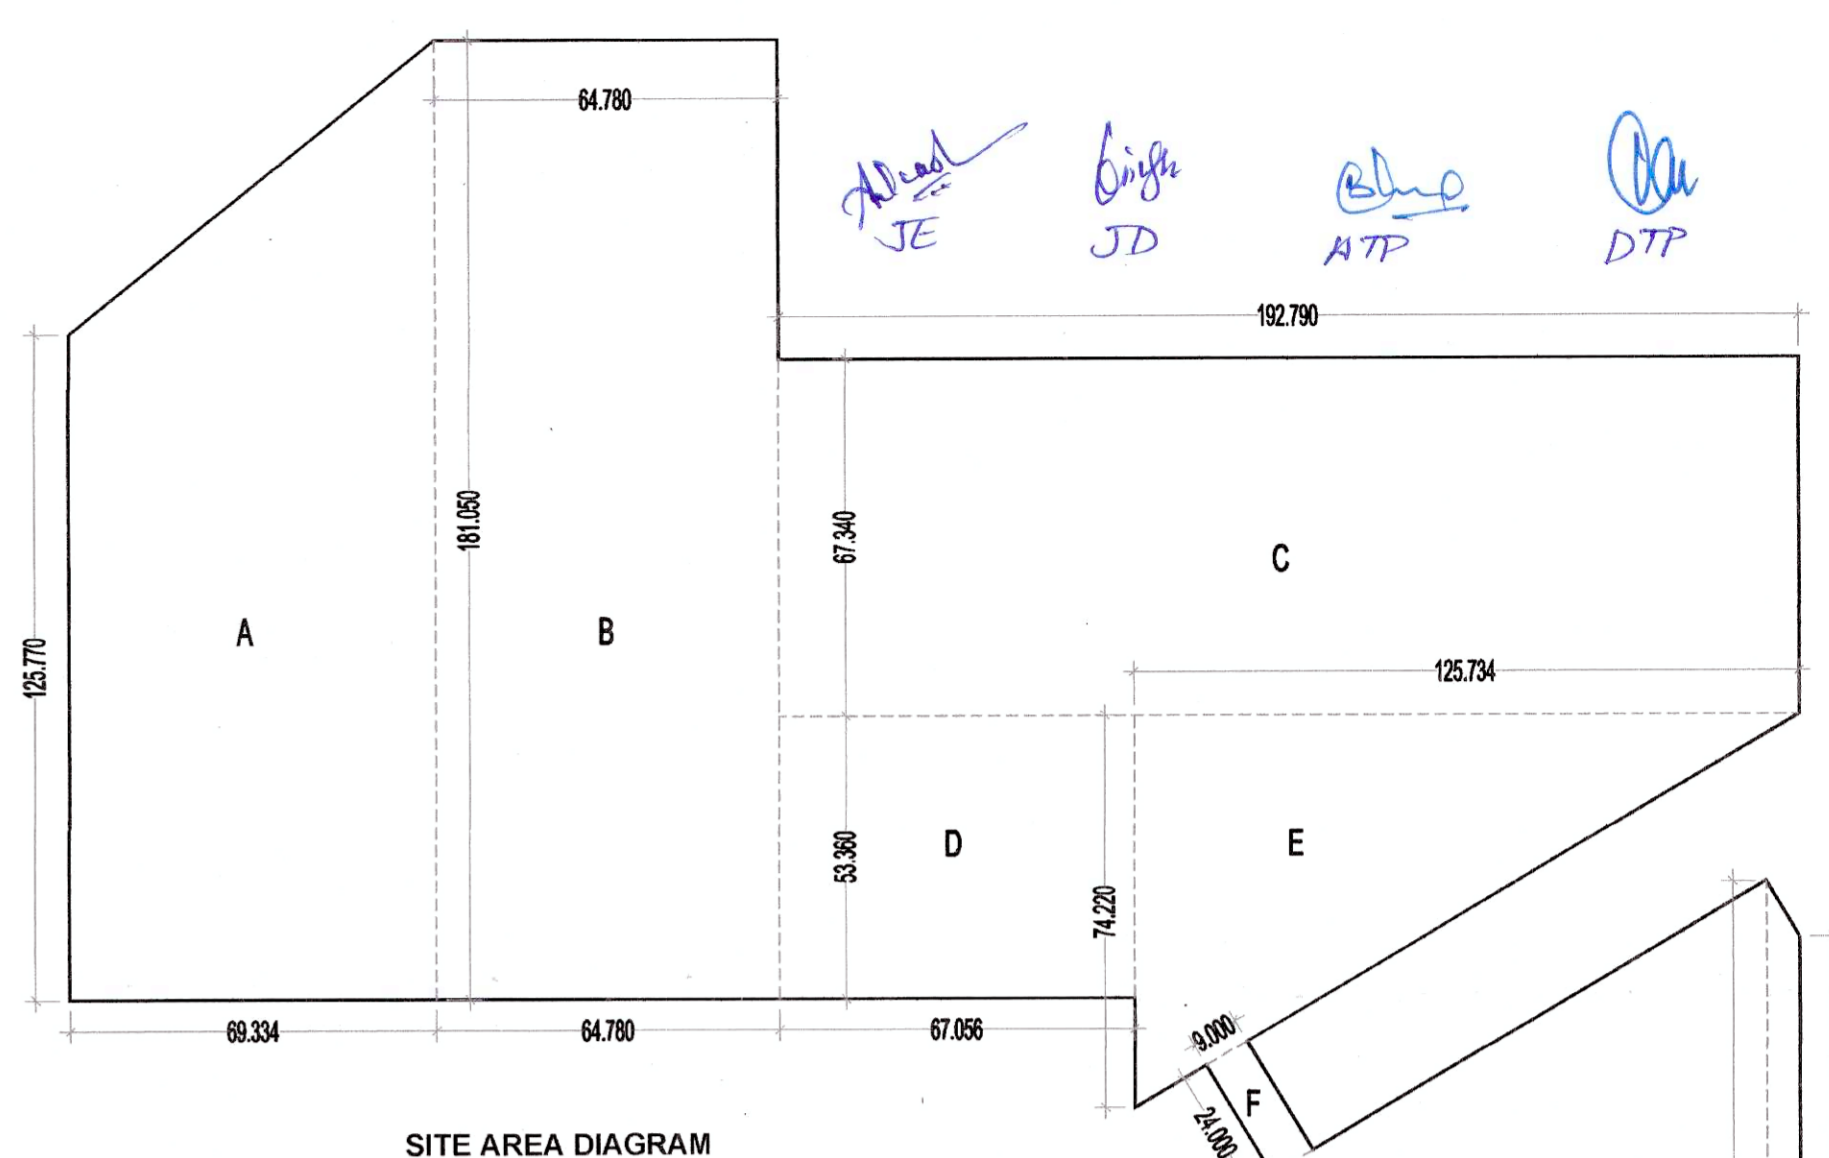 64.780
JE
JD
ATP
DTP
192.790
181.050
67.340
C
A
B
125.770
125.734
D
E
53.360
74.220
69.334
64.780
67.056
9.000
F
24.000
SITE AREA DIAGRAM